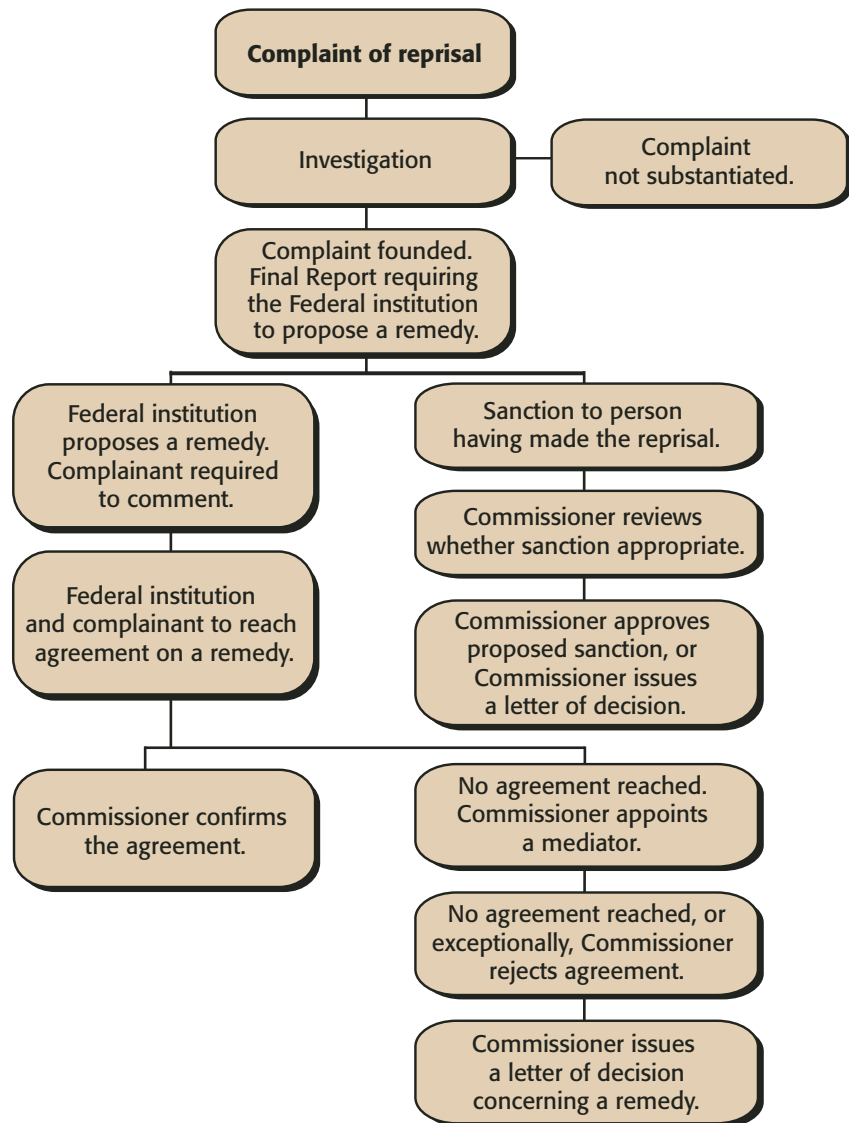 Complaint of reprisal
Investigation
Complaint
not substantiated.
Complaint founded.
Final Report requiring
the Federal institution
to propose a remedy.
Federal institution
proposes a remedy.
Complainant required
to comment.
Federal institution
and complainant to reach
agreement on a remedy.
Sanction to person
having made the reprisal.
Commissioner reviews
whether sanction appropriate.
Commissioner approves
proposed sanction, or
Commissioner issues
a letter of decision.
Commissioner confirms
the agreement.
No agreement reached.
Commissioner appoints
a mediator.
No agreement reached, or
exceptionally, Commissioner
rejects agreement.
Commissioner issues
a letter of decision
concerning a remedy.